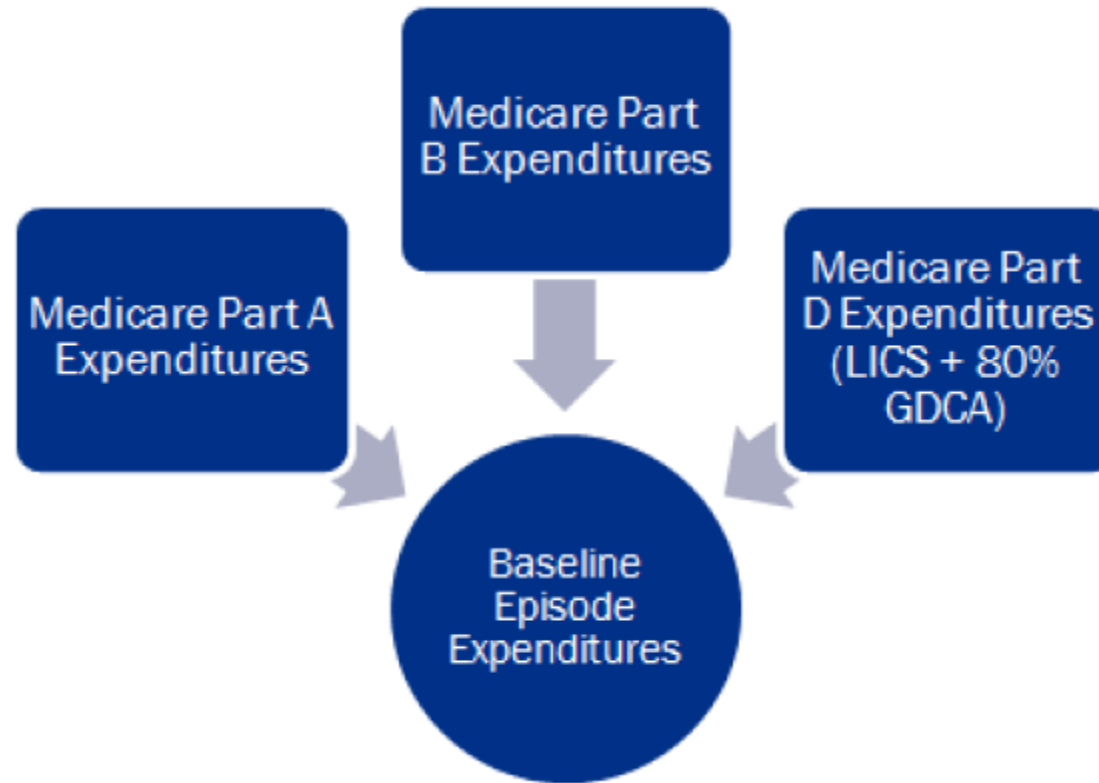 Medicare Part
B Expenditures
Medicare Part A
Expenditures
Medicare Part
D Expenditures
(LICS + 80%
GDCA)
Baseline
Episode
Expenditures